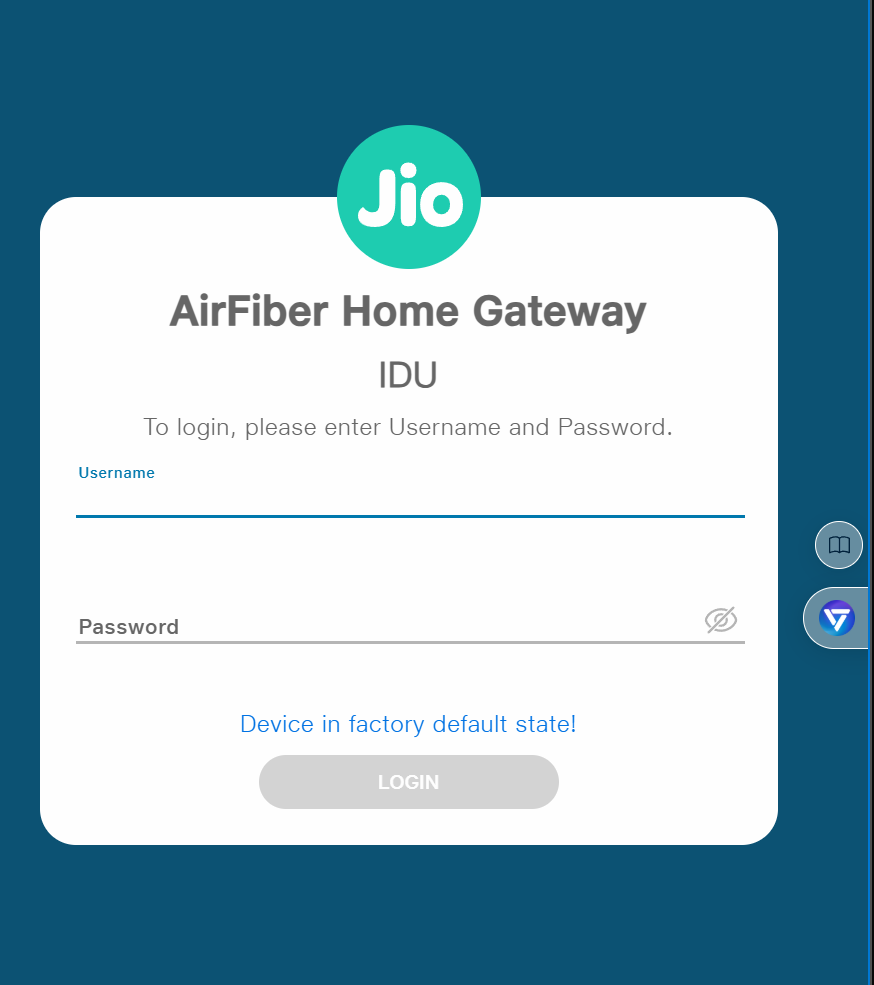 Jio
AirFiber Home Gateway
IDU
To login, please enter Username and Password.
Username
Password
Device in factory default state!
LOGIN